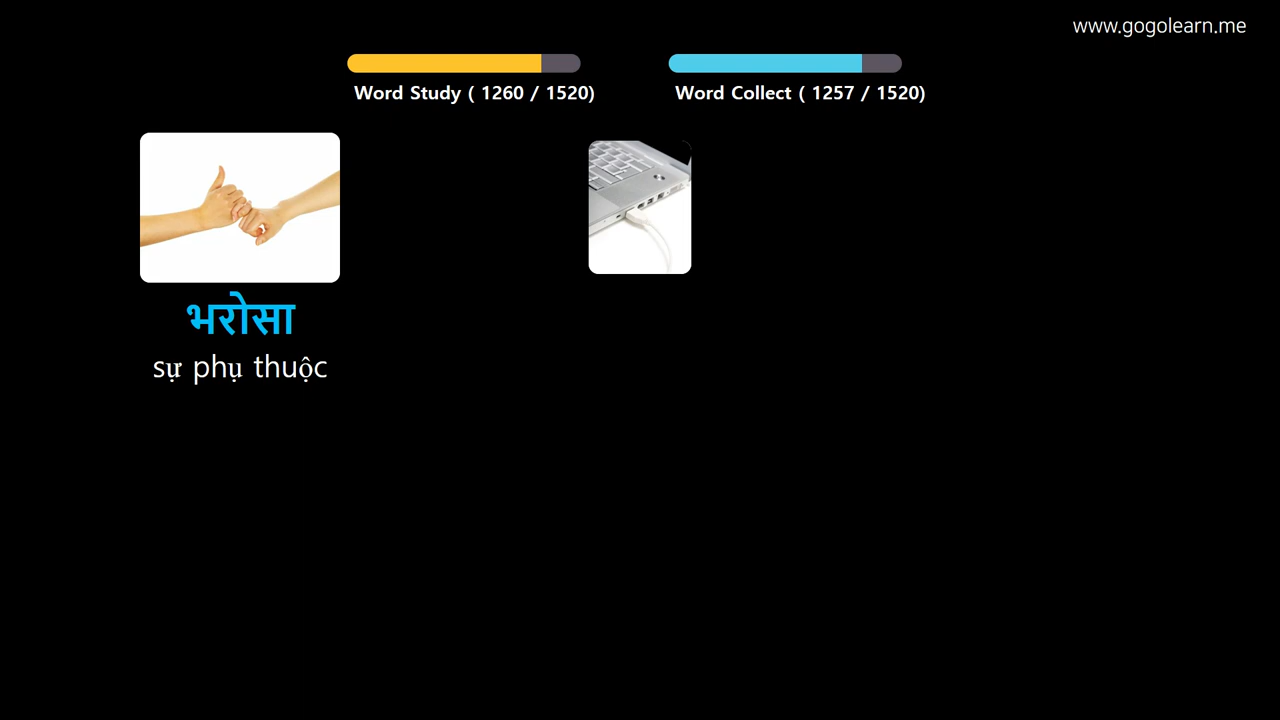 www.gogolearn.me
Word Study ( 1260 / 1520)
Word Collect ( 1257 / 1520)
भरोसा
sự phụ thuộc